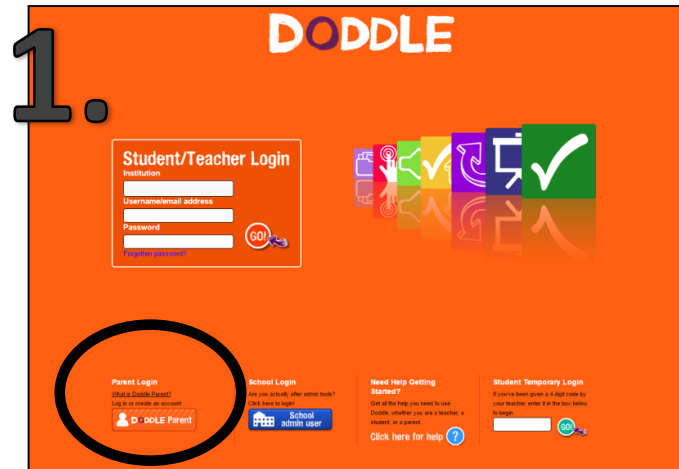 1.
DODDLE
Student/Teacher Login
Institution
Username/email address
Password
GO!
Forgotten password?
Parent Login
What is Doddle Parent?
Log in or create an account
DODDLE Parent
School Login
Are you actually after admin tools?
Click here to login!
School
admin user
Need Help Getting
Started?
Get all the help you need to use
Doddle, whether you are a teacher, a
student, or a parent.
Click here for help ?
Student Temporary Login
If you've been given a 4 digit code by
your teacher, enter it in the box below
to begin.
GO!